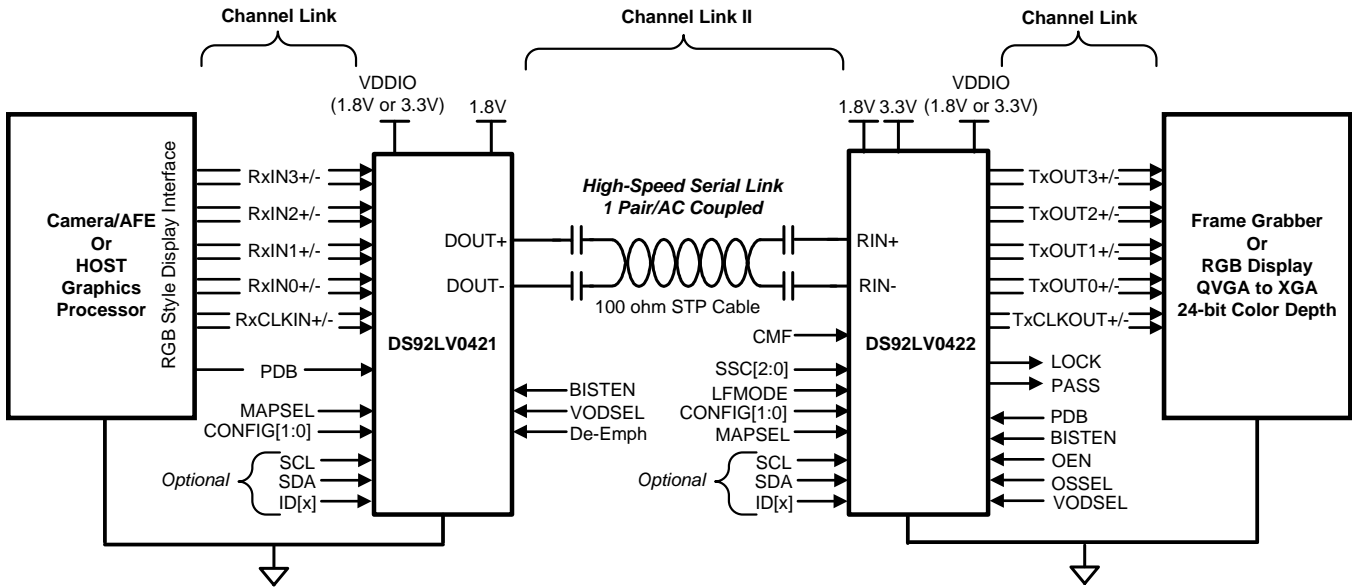 Channel Link
Channel Link II
Channel Link
VDDIO
(1.8V or 3.3V)
1.8V
1.8V
3.3V
VDDIO
(1.8V or 3.3V)
Camera/AFE
Or
HOST
Graphics
Processor
RGB Style Display Interface
RxIN3+/-
RxIN2+/-
RxIN1+/-
RxIN0+/-
RxCLKIN+/-
PDB
MAPSEL
CONFIG[1:0]
Optional
SCL
SDA
ID[x]
DOUT+
DOUT-
DS92LV0421
BISTEN
VODSEL
De-Emph
High-Speed Serial Link
1 Pair/AC Coupled
100 ohm STP Cable
RIN+
RIN-
DS92LV0422
CMF
SSC[2:0]
LFMODE
CONFIG[1:0]
MAPSEL
Optional
SCL
SDA
ID[x]
TxOUT3+/-
TxOUT2+/-
TxOUT1+/-
TxOUT0+/-
TxCLKOUT+/-
LOCK
PASS
PDB
BISTEN
OEN
OSSEL
VODSEL
Frame Grabber
Or
RGB Display
QVGA to XGA
24-bit Color Depth